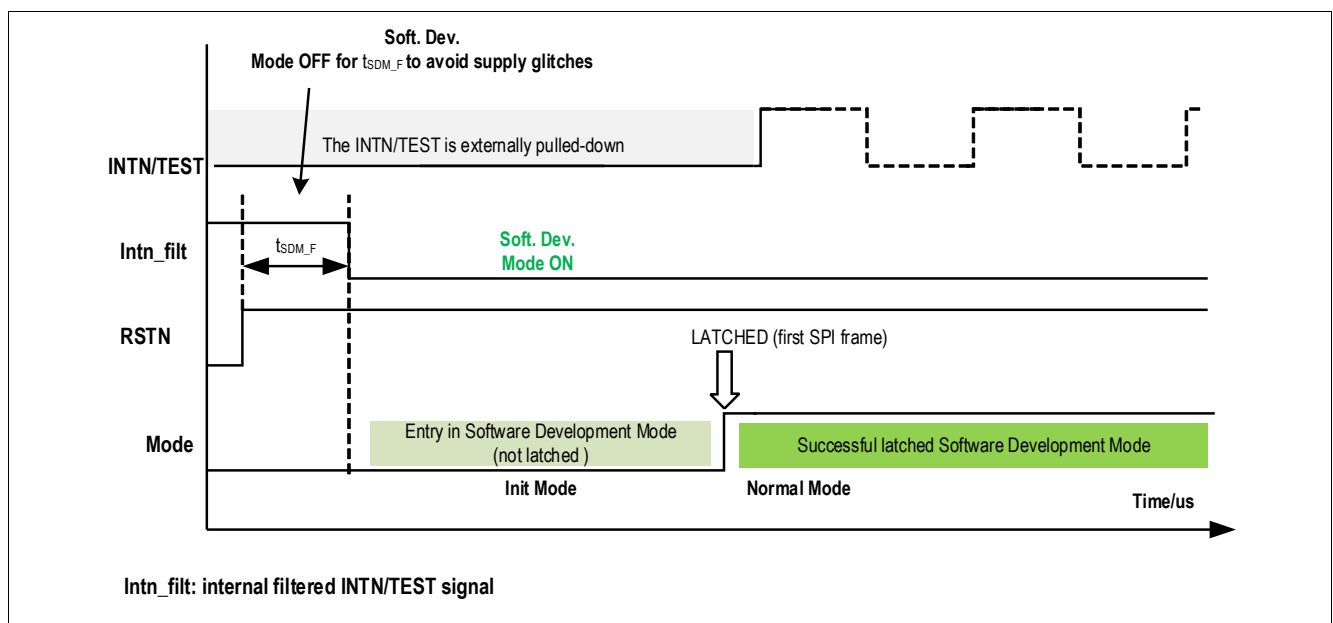 Soft. Dev.
Mode OFF for tSDM_F to avoid supply glitches
The INTN/TEST is externally pulled-down
INTN/TEST
Intn_filt
tSDM_F
Soft. Dev.
Mode ON
RSTN
LATCHED (first SPI frame)
Mode
Entry in Software Development Mode
(not latched )
Successful latched Software Development Mode
Init Mode
Normal Mode
Time/us
Intn_filt: internal filtered INTN/TEST signal